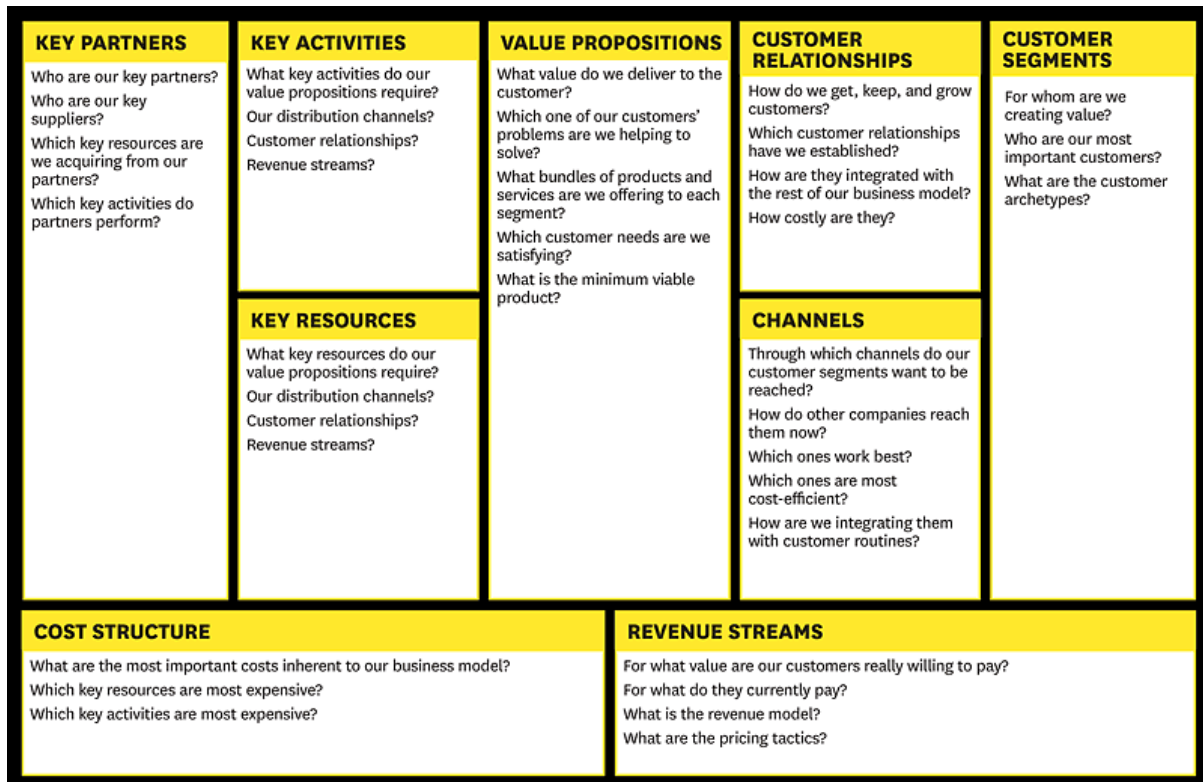 KEY PARTNERS
Who are our key partners?
Who are our key
suppliers?
Which key resources are
we acquiring from our
partners?
Which key activities do
partners perform?
KEY ACTIVITIES
What key activities do our
value propositions require?
Our distribution channels?
Customer relationships?
Revenue streams?
KEY RESOURCES
What key resources do our
value propositions require?
Our distribution channels?
Customer relationships?
Revenue streams?
VALUE PROPOSITIONS
What value do we deliver to the
customer?
Which one of our customers’
problems are we helping to
solve?
What bundles of products and
services are we offering to each
segment?
Which customer needs are we
satisfying?
What is the minimum viable
product?
CUSTOMER
RELATIONSHIPS
How do we get, keep, and grow
customers?
Which customer relationships
have we established?
How are they integrated with
the rest of our business model?
How costly are they?
CHANNELS
Through which channels do our
customer segments want to be
reached?
How do other companies reach
them now?
Which ones work best?
Which ones are most
cost-efficient?
How are we integrating them
with customer routines?
CUSTOMER
SEGMENTS
For whom are we
creating value?
Who are our most
important customers?
What are the customer
archetypes?
COST STRUCTURE
What are the most important costs inherent to our business model?
Which key resources are most expensive?
Which key activities are most expensive?
REVENUE STREAMS
For what value are our customers really willing to pay?
For what do they currently pay?
What is the revenue model?
What are the pricing tactics?